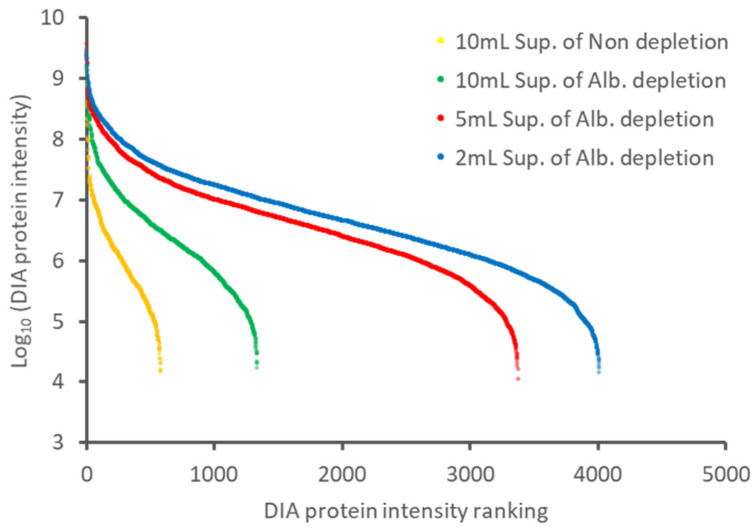 10
9
8
7
6
5
4
3
Log₁₀ (DIA protein intensity)
10mL Sup. of Non depletion
10mL Sup. of Alb. depletion
5mL Sup. of Alb. depletion
2mL Sup. of Alb. depletion
0 1000 2000 3000 4000 5000
DIA protein intensity ranking